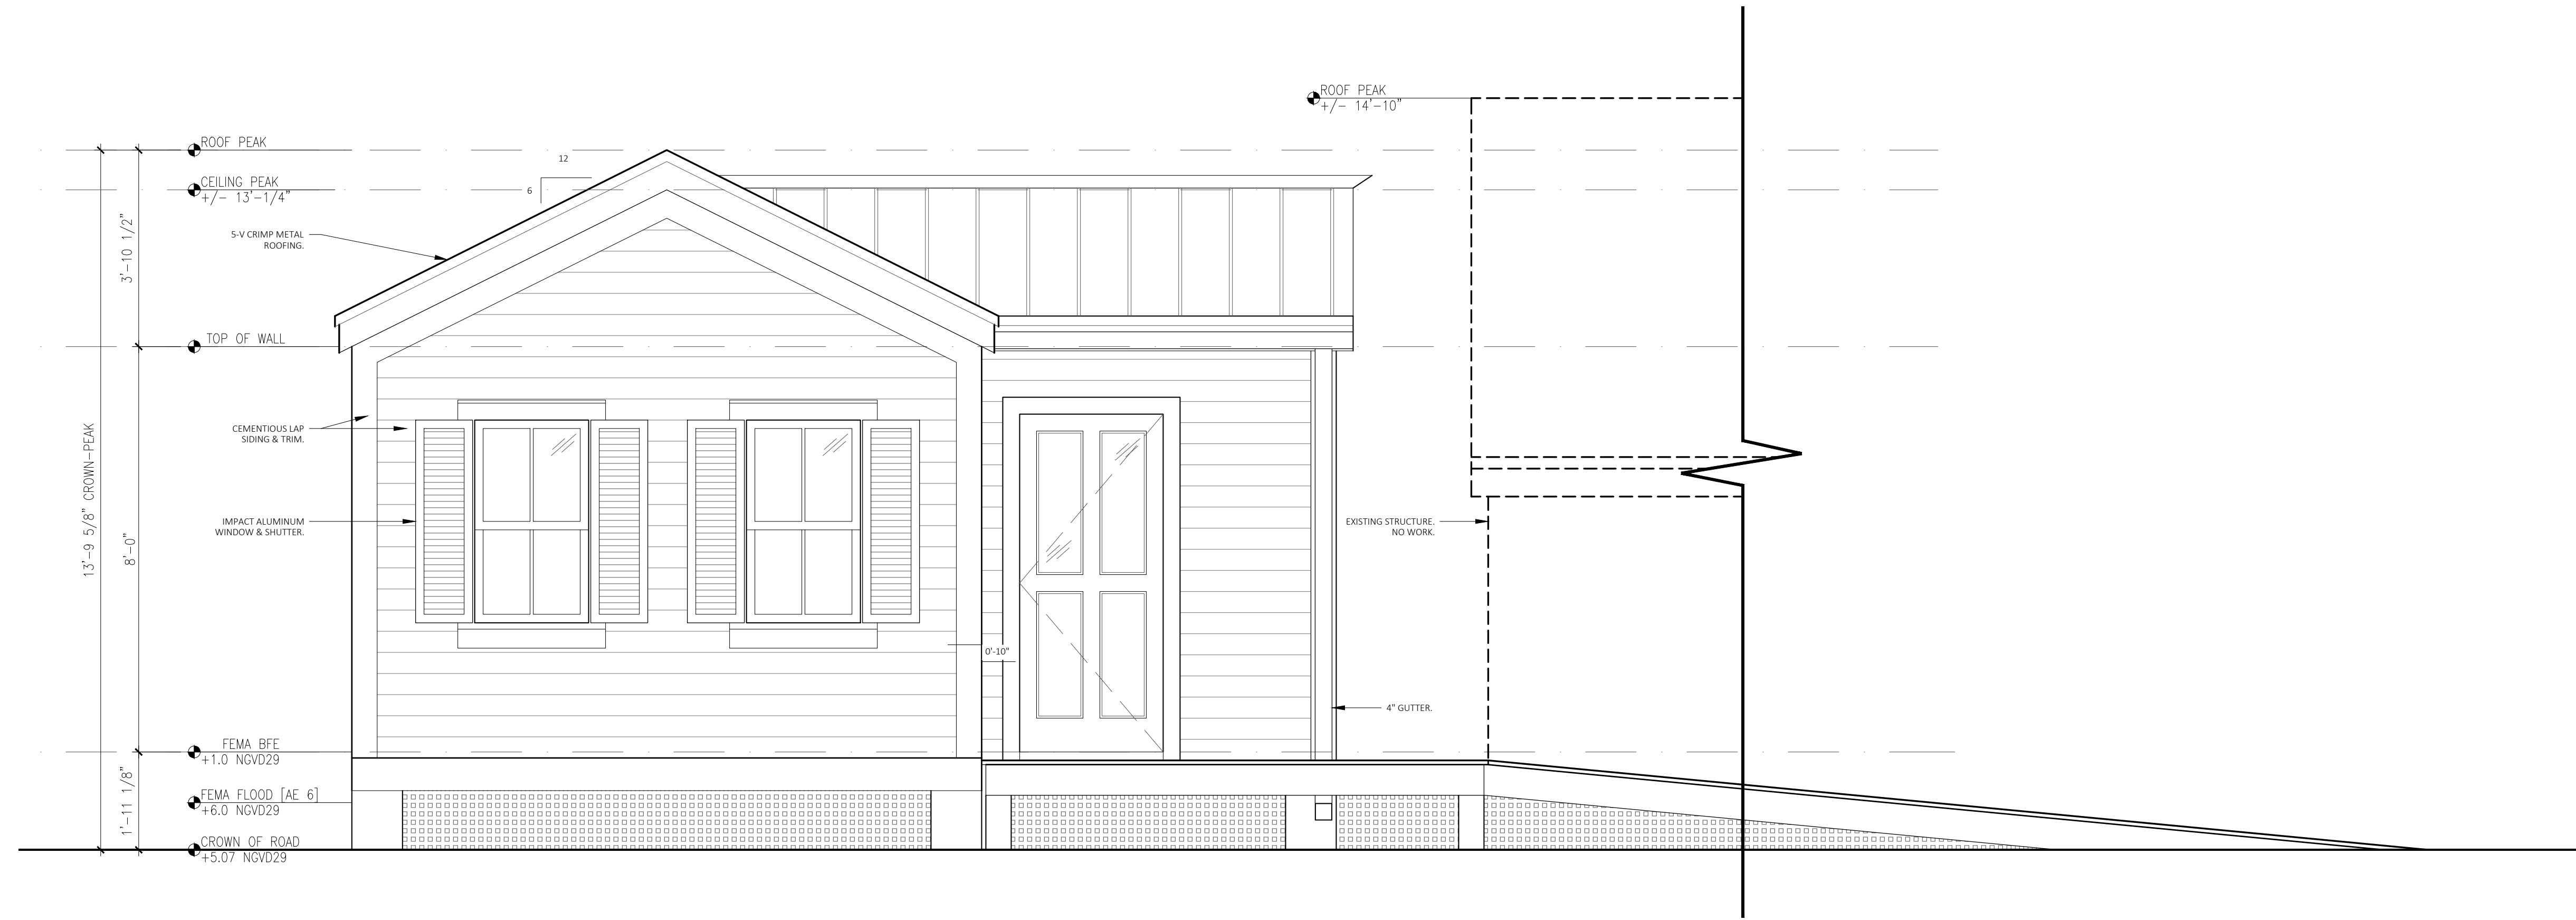 ROOF PEAK
+/- 14'-10"
ROOF PEAK
12
6
CEILING PEAK
+/- 13'-1/4"
3'-10 1/2"
5-V CRIMP METAL
ROOFING.
TOP OF WALL
13'-9 5/8" CROWN-PEAK
8'-0"
CEMENTIOUS LAP
SIDING & TRIM.
IMPACT ALUMINUM
WINDOW & SHUTTER.
EXISTING STRUCTURE.
NO WORK.
0'-10"
4" GUTTER.
FEMA BFE
+1.0 NGVD29
1'-11 1/8"
FEMA FLOOD [AE 6]
+6.0 NGVD29
CROWN OF ROAD
+5.07 NGVD29